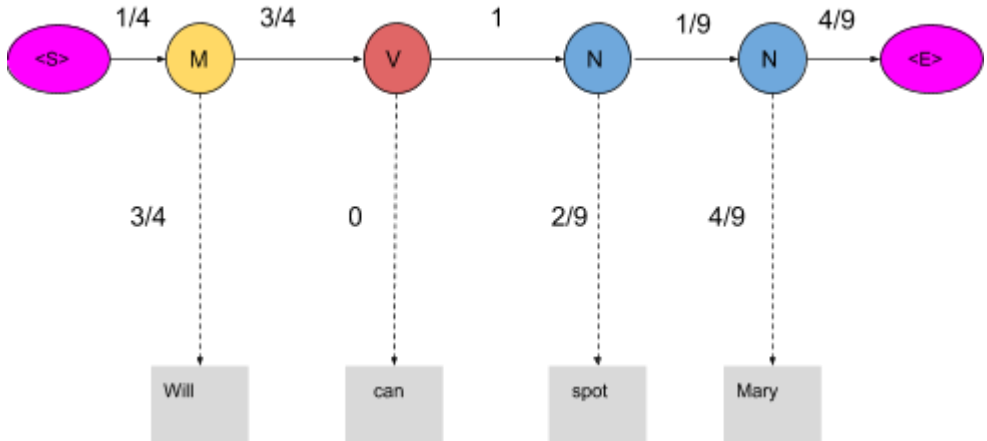 1/4 3/4 1 1/9 4/9
<S> M V N N <E>
3/4 0 2/9 4/9
Will can spot Mary